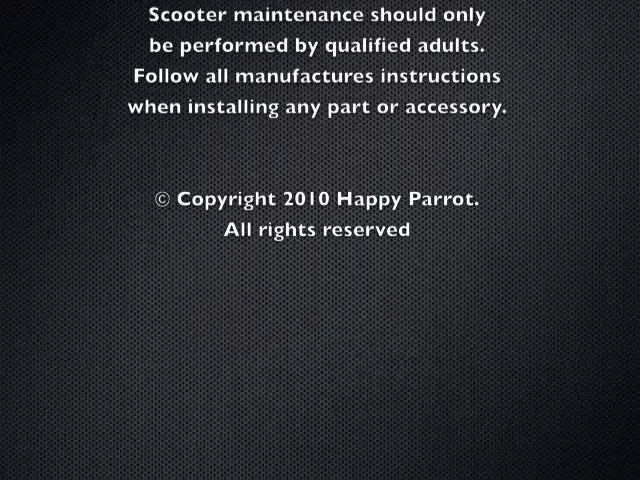 Scooter maintenance should only
be performed by qualified adults.
Follow all manufactures instructions
when installing any part or accessory.
© Copyright 2010 Happy Parrot.
All rights reserved